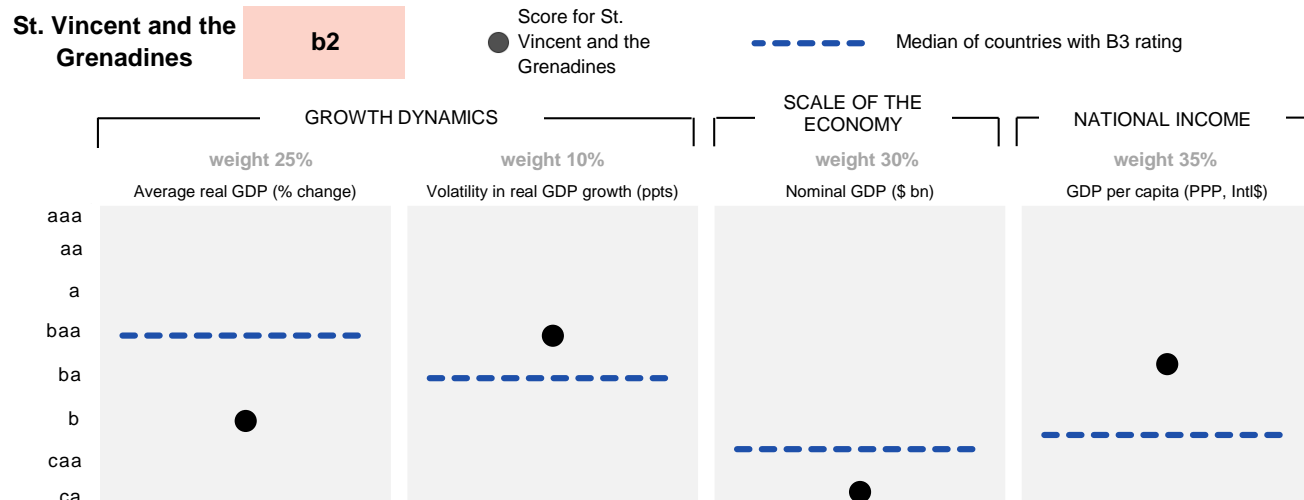 St. Vincent and the
Grenadines
b2
Score for St.
Vincent and the
Grenadines
Median of countries with B3 rating
GROWTH DYNAMICS
SCALE OF THE
ECONOMY
NATIONAL INCOME
weight 25%
weight 10%
weight 30%
weight 35%
Average real GDP (% change)
Volatility in real GDP growth (ppts)
Nominal GDP ($ bn)
GDP per capita (PPP, Intl$)
aaa
aa
a
baa
ba
b
caa
ca